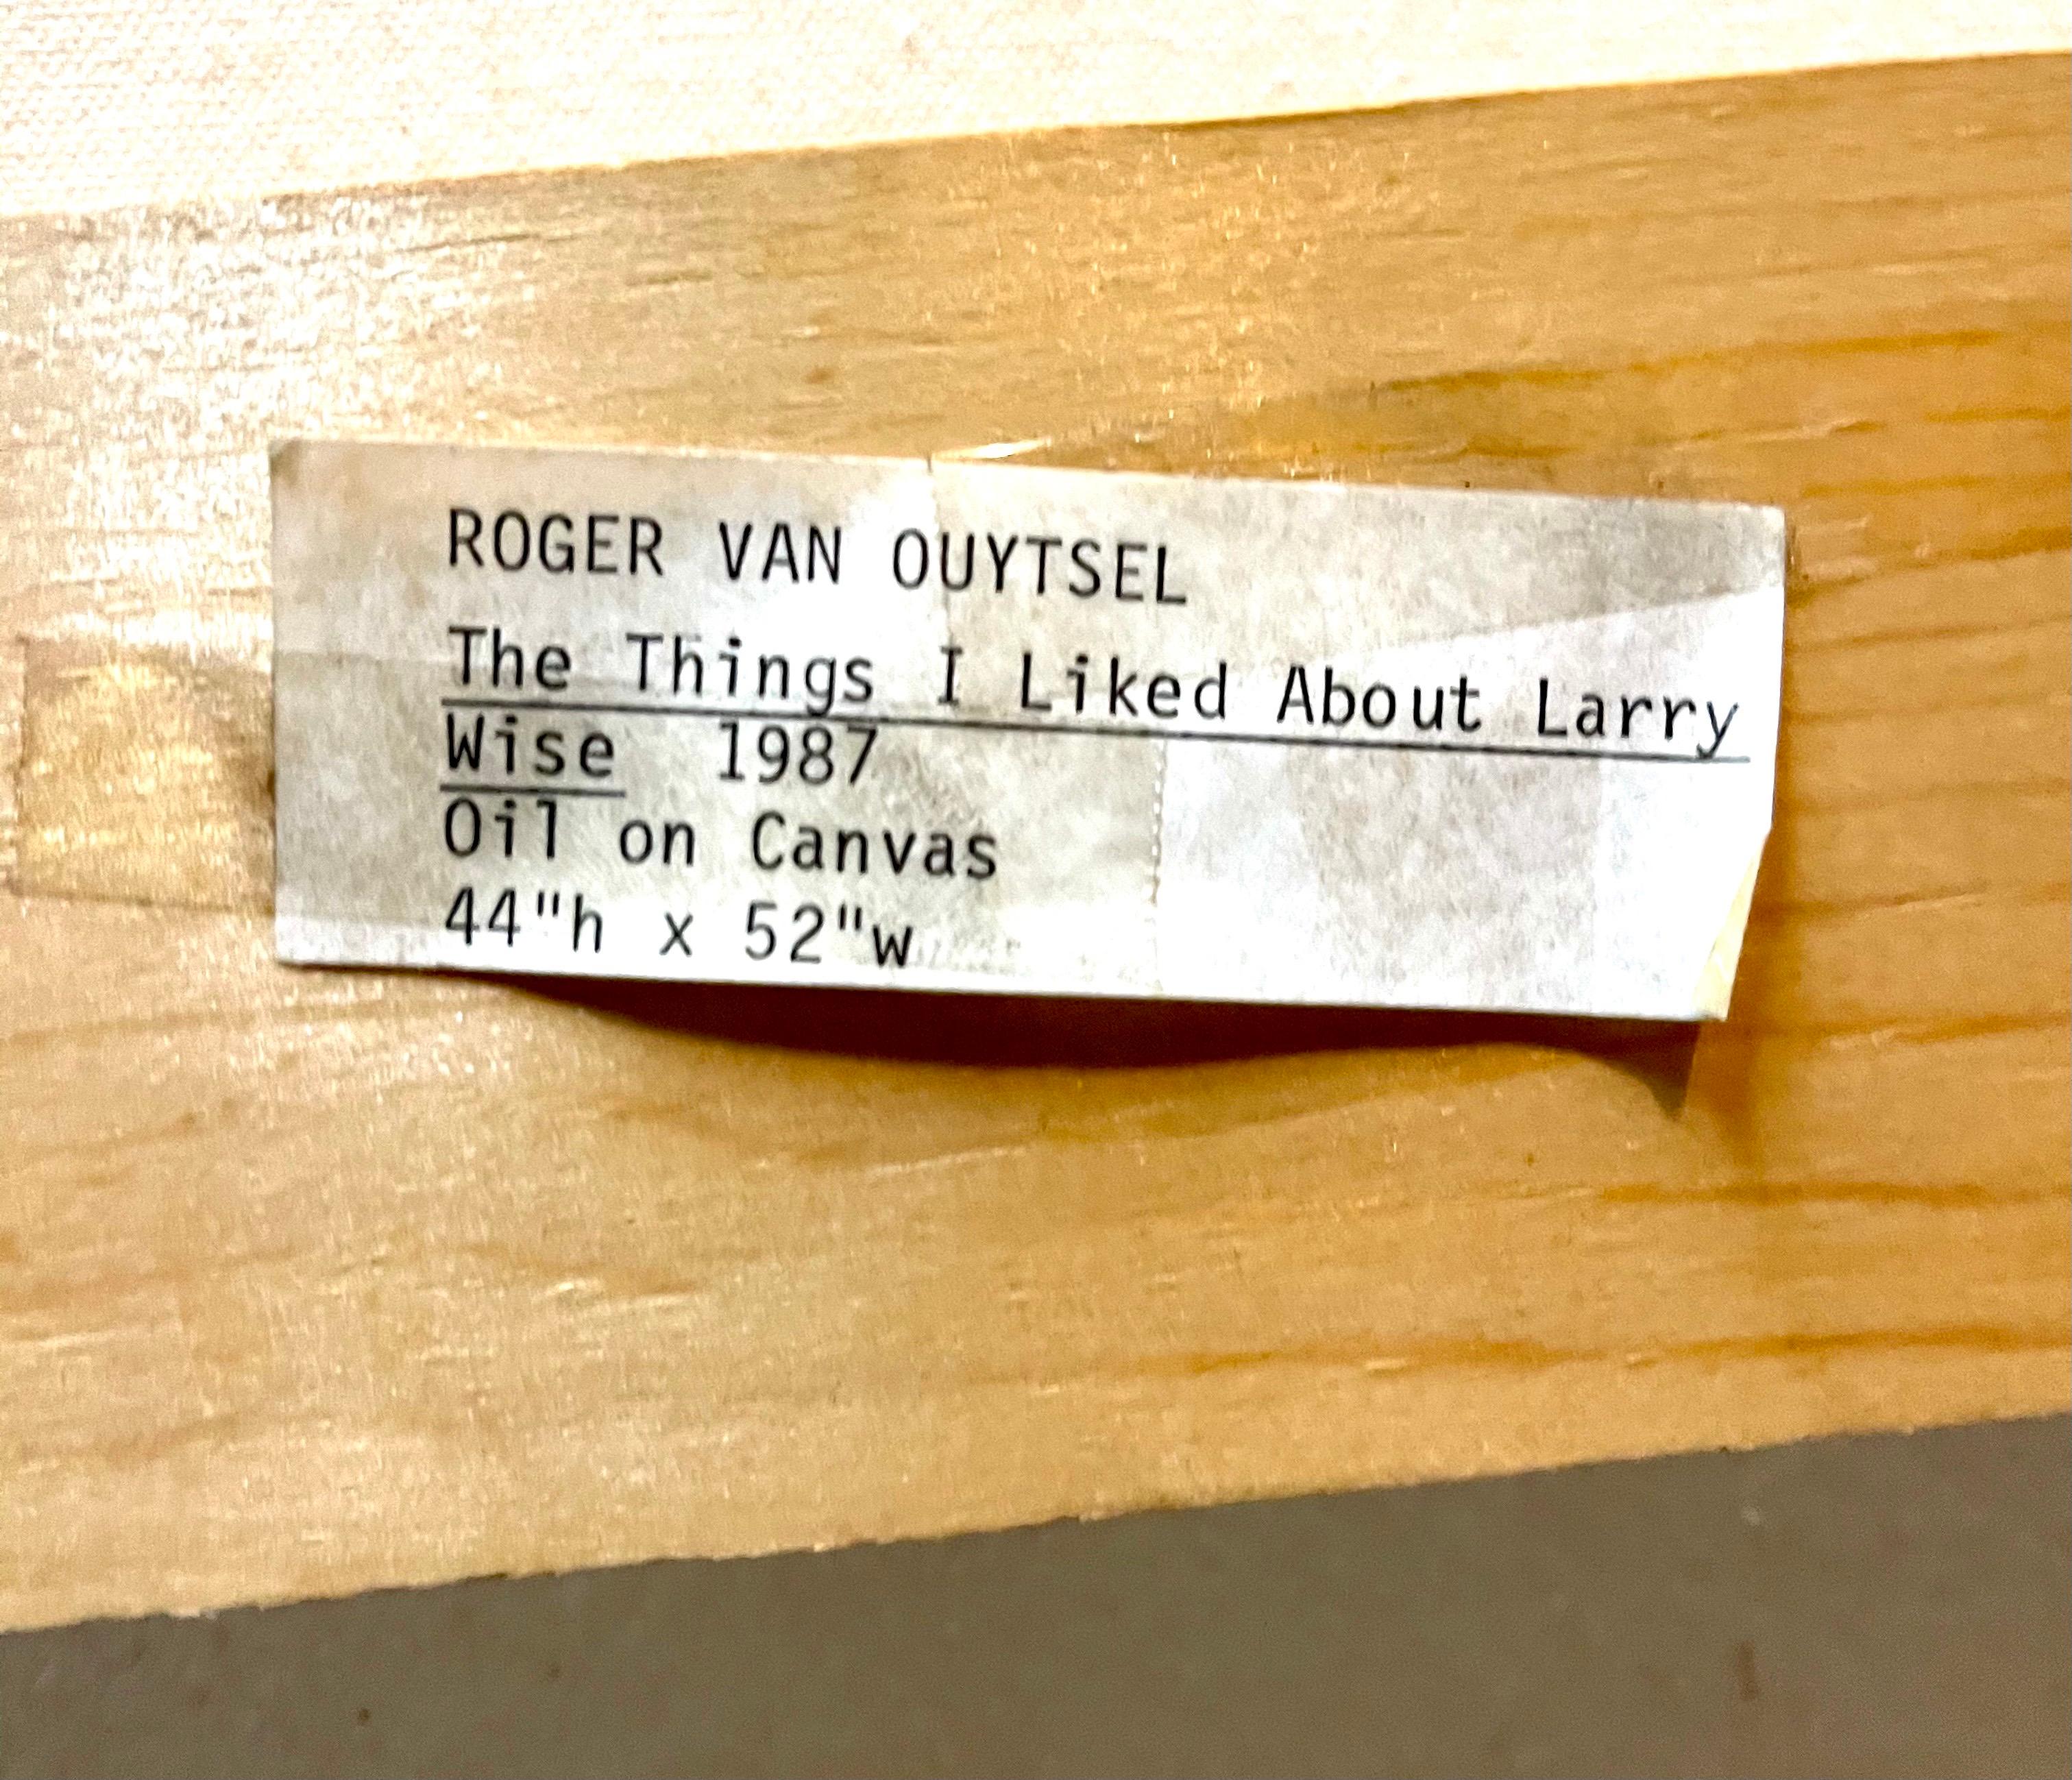 ROGER VAN OUYTSEL
The Things I Liked About Larry
Wise 1987
Oil on Canvas
44"h x 52"w